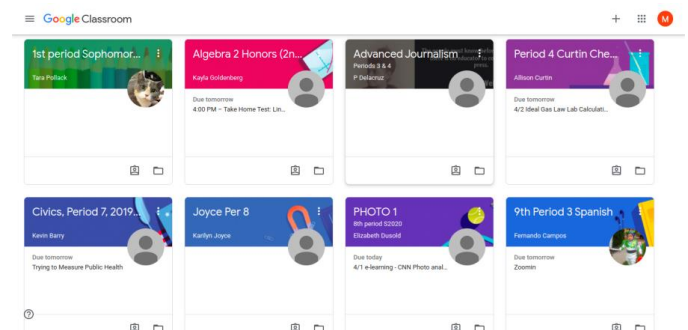 Google Classroom
M
1st period Sophomor...
Tara Pollack
Algebra 2 Honors (2n...
Kayla Goldenberg
Due tomorrow
4:00 PM – Take Home Test: Lin...
Advanced Journalism
Periods 3 & 4
P Delacruz
Period 4 Curtin Che...
Allison Curtin
Due tomorrow
4/2 Ideal Gas Law Lab Calculati...
Civics, Period 7, 2019...
Kevin Barry
Due tomorrow
Trying to Measure Public Health
Joyce Per 8
Karilyn Joyce
PHOTO 1
8th period S2020
Elizabeth Dusold
Due today
4/1 e-learning - CNN Photo anal...
9th Period 3 Spanish
Fernando Campos
Due tomorrow
Zoomin